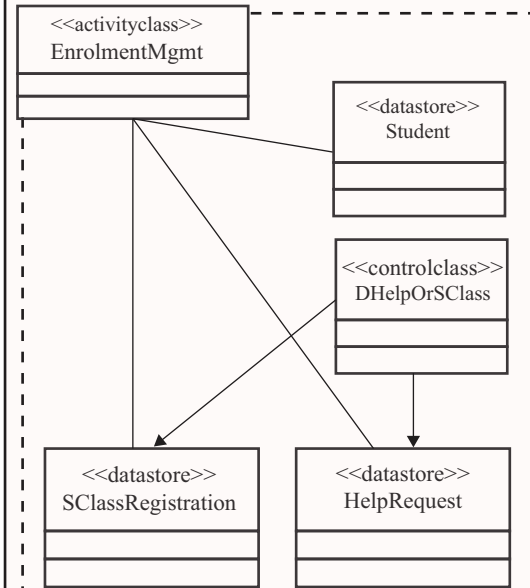 <<activityclass>>
EnrolmentMgmt
<<datastore>>
Student
<<controlclass>>
DHelpOrSClass
<<datastore>>
SClassRegistration
<<datastore>>
HelpRequest